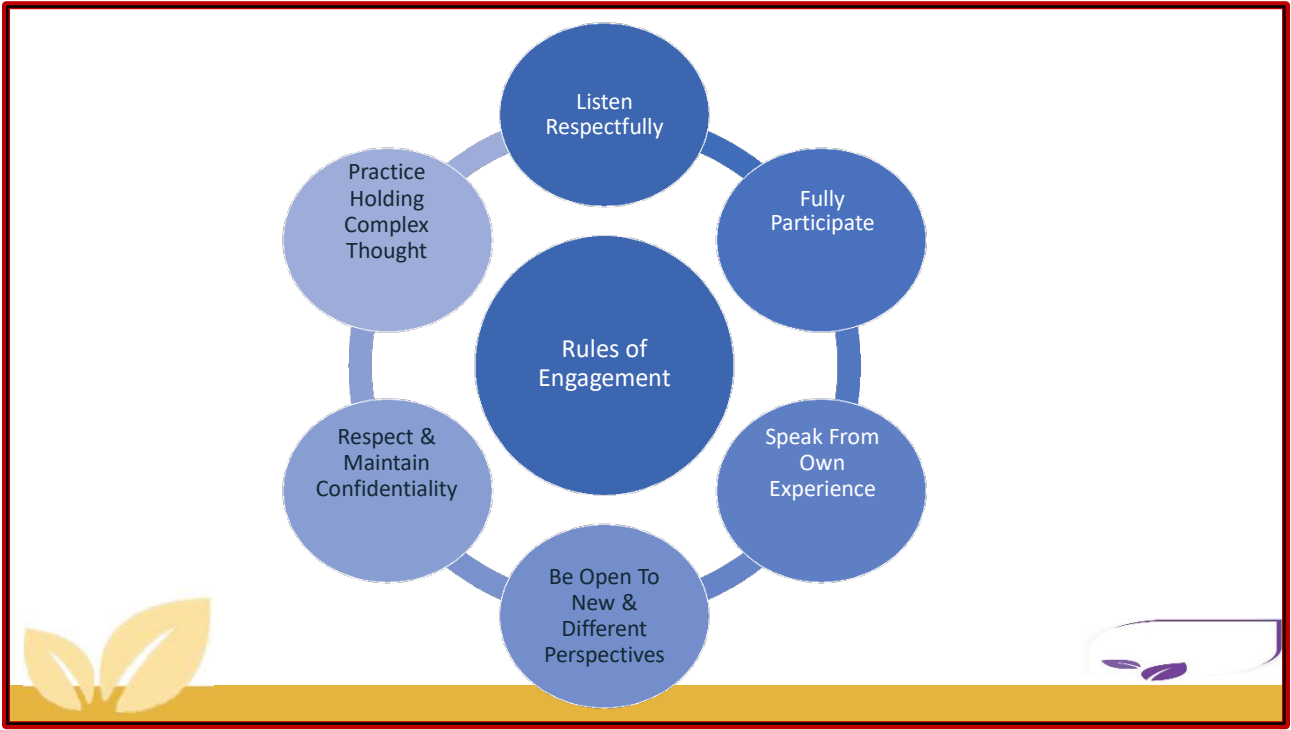 Listen
Respectfully
Fully
Participate
Speak From
Own
Experience
Be Open To
New &
Different
Perspectives
Respect &
Maintain
Confidentiality
Practice
Holding
Complex
Thought
Rules of
Engagement